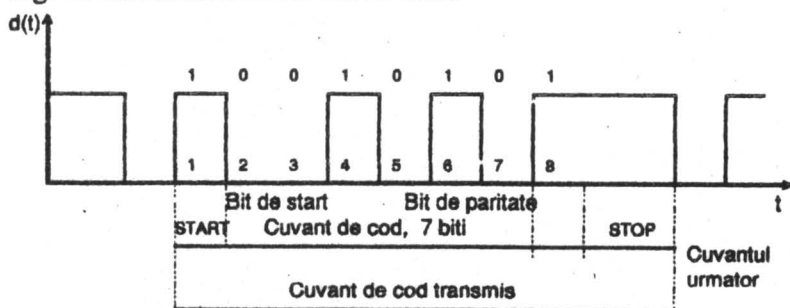 d(t)
1 0 0 1 0 1 0 1
1 2 3 4 5 6 7 8
t
Bit de start Bit de paritate
START Cuvant de cod, 7 biti STOP
Cuvantul
urmator
Cuvant de cod transmis